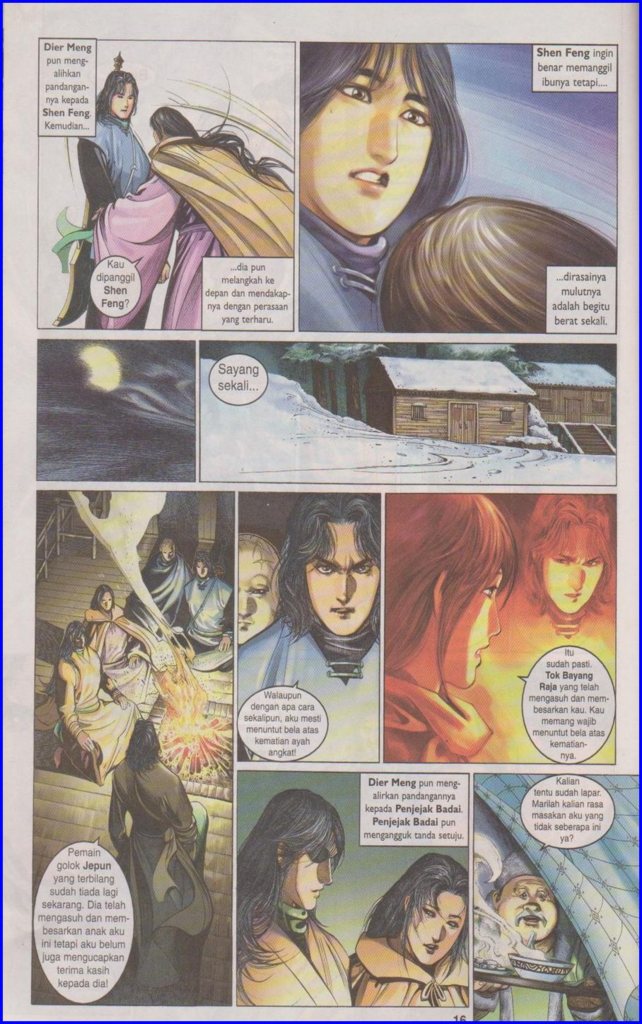 Dier Meng
pun meng-
alihkan
pandangan-
nya kepada
Shen Feng.
Kemudian...
Shen Feng ingin
benar memanggil
ibunya tetapi....
Kau
dipanggil
Shen
Feng?
...dia pun
melangkah ke
depan dan mendakap-
nya dengan perasaan
yang terharu.
...dirasainya
mulutnya
adalah begitu
berat sekali.
Sayang
sekali...
Walaupun
dengan apa cara
sekalipun, aku mesti
menuntut bela atas
kematian ayah
angkat!
Itu
sudah pasti.
Tok Bayang
Raja yang telah
mengasuh dan mem-
besarkan kau. Kau
memang wajib
menuntut bela atas
kematian-
nya.
Pemain
golok Jepun
yang terbilang
sudah tiada lagi
sekarang. Dia telah
mengasuh dan mem-
besarkan anak aku
ini tetapi aku belum
juga mengucapkan
terima kasih
kepada dia!
Dier Meng pun meng-
alirkan pandangannya
kepada Penjejak Badai.
Penjejak Badai pun
mengangguk tanda setuju.
Kalian
tentu sudah lapar.
Marilah kalian rasa
masakan aku yang
tidak seberapa ini
ya?
16